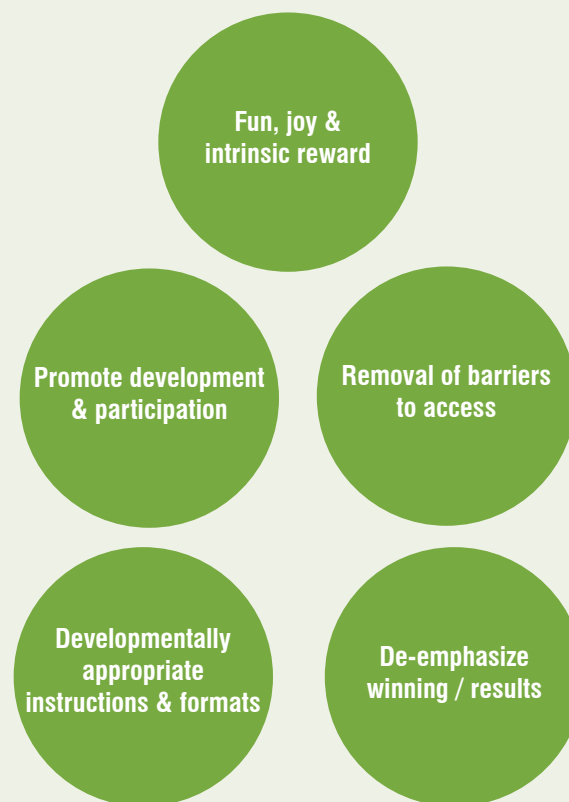 Fun, joy &
intrinsic reward
Promote development
& participation
Removal of barriers
to access
Developmentally
appropriate
instructions & formats
De-emphasize
winning / results